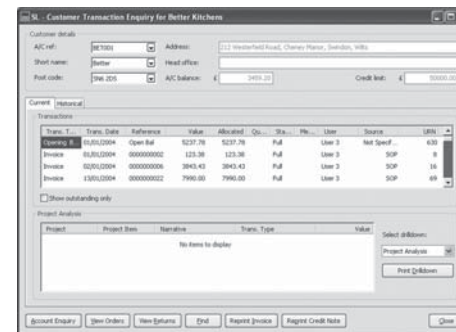 SL - Customer Transaction Enquiry for Better Kitchens
Customer details
A/C ref: BET001 Address: 212 Westerfield Road, Cheney Manor, Swindon, Wilts
Short name: Better Head office:
Post code: SN6 2DS A/C balance: £ 3459.20 Credit limit: £ 50000.00
Current Historical
Transactions
Trans. T... Trans. Date Reference Value Allocated Qu... Sta... Me... User Source URN
Opening B... 01/01/2004 Open Bal 5237.78 5237.78 Full User 3 Not Specif... 630
Invoice 01/01/2004 0000000002 123.38 123.38 Full User 3 SOP 9
Invoice 02/01/2004 0000000006 3843.43 3843.43 Full User 3 SOP 16
Invoice 13/01/2004 0000000022 7990.00 7990.00 Full User 3 SOP 69
Show outstanding only
Project Analysis
Project Project Item Narrative Trans. Type Value
No items to display
Select drilldown:
Project Analysis
Print Drilldown
Account Enquiry View Orders View Returns Find Reprint Invoice Reprint Credit Note Close